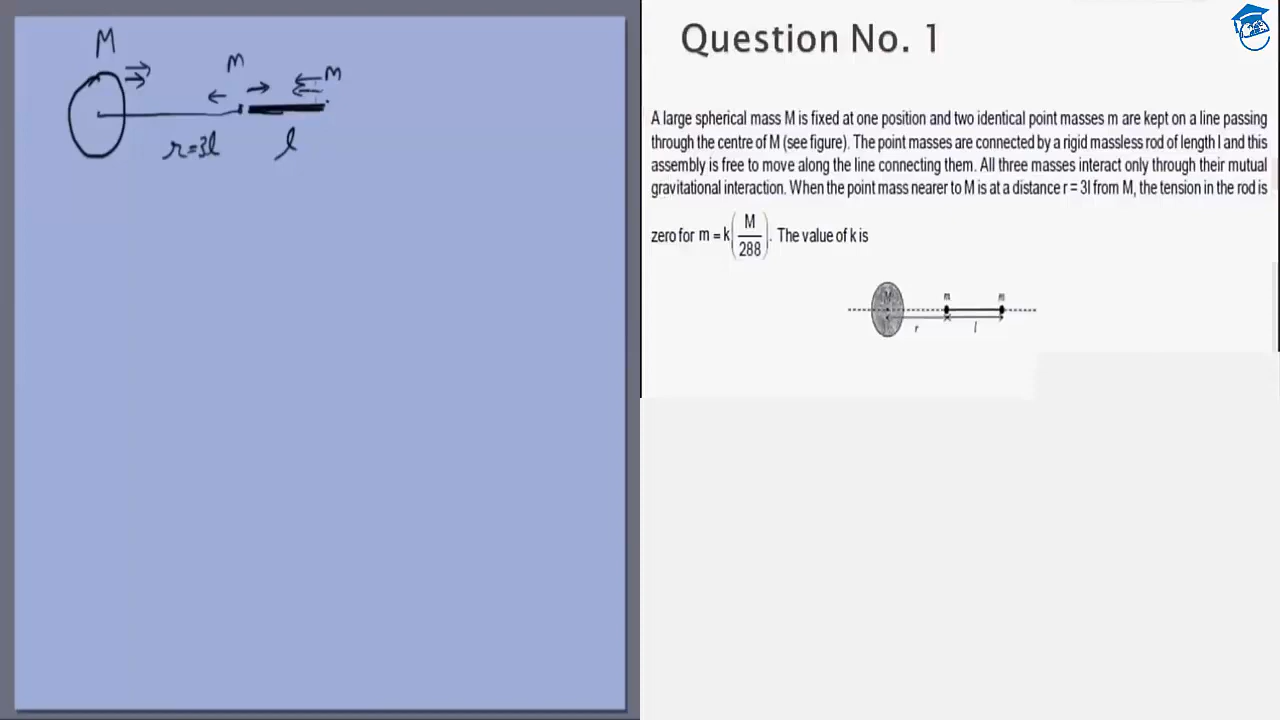 M
m
m
r=3l
l
Question No. 1
A large spherical mass M is fixed at one position and two identical point masses m are kept on a line passing
through the centre of M (see figure). The point masses are connected by a rigid massless rod of length l and this
assembly is free to move along the line connecting them. All three masses interact only through their mutual
gravitational interaction. When the point mass nearer to M is at a distance r = 3l from M, the tension in the rod is
zero for m = k(M/288). The value of k is
M
m
m
r
l